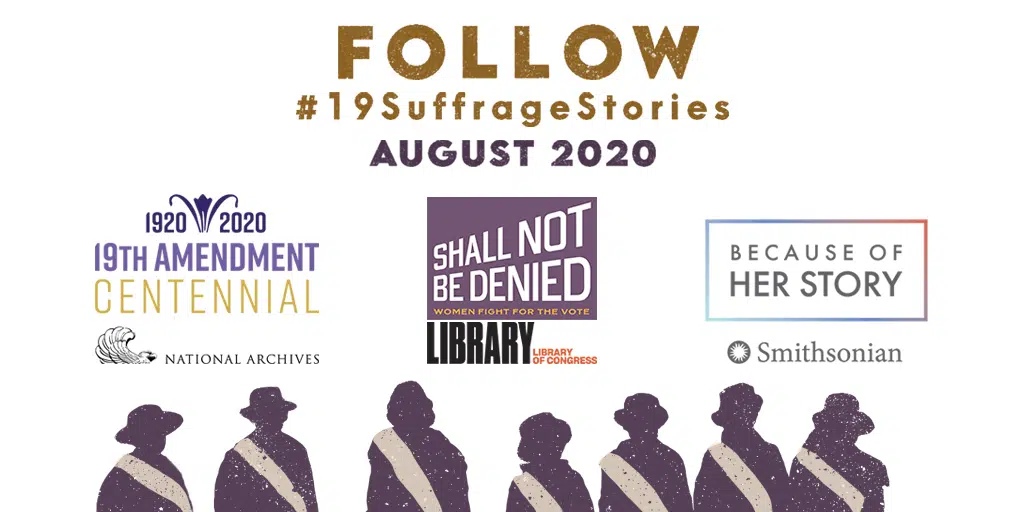 FOLLOW
#19SuffrageStories
AUGUST 2020
1920 2020
19TH AMENDMENT
CENTENNIAL
NATIONAL ARCHIVES
SHALL NOT
BE DENIED
WOMEN FIGHT FOR THE VOTE
LIBRARY
LIBRARY
OF CONGRESS
BECAUSE OF
HER STORY
Smithsonian